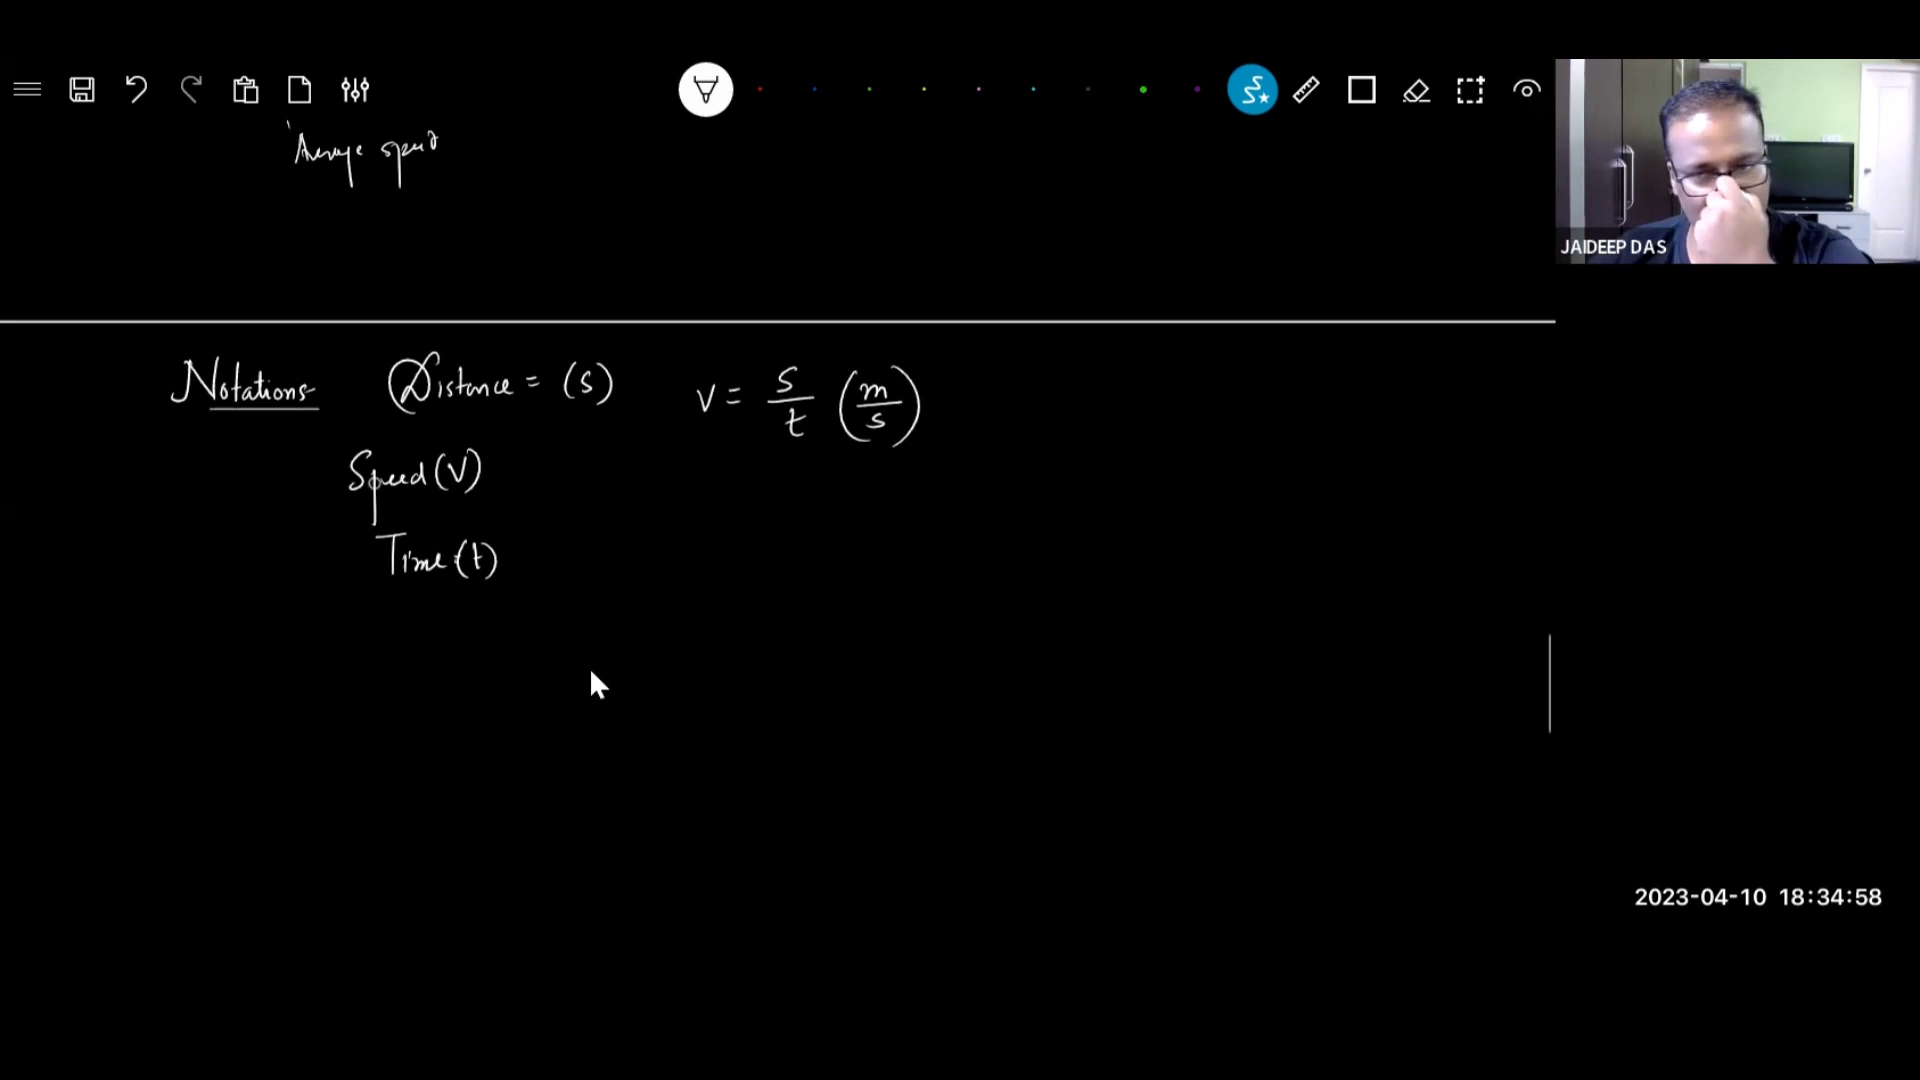 Average speed
JAIDEEP DAS
Notations Distance = (s) v = s/t (m/s)
Speed (v)
Time (t)
2023-04-10 18:34:58